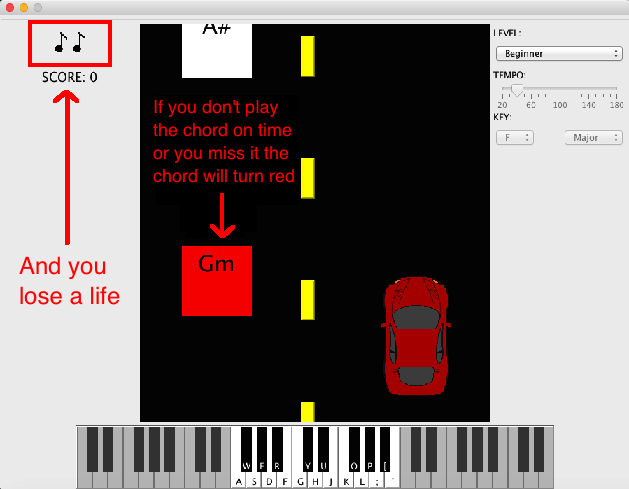 A#
LEVEL:
Beginner
SCORE: 0
TEMPO:
20 60 100 140 180
KEY:
F Major
If you don't play
the chord on time
or you miss it the
chord will turn red
Gm
And you
lose a life
W E R Y U O P [
A S D F G H J K L ; '